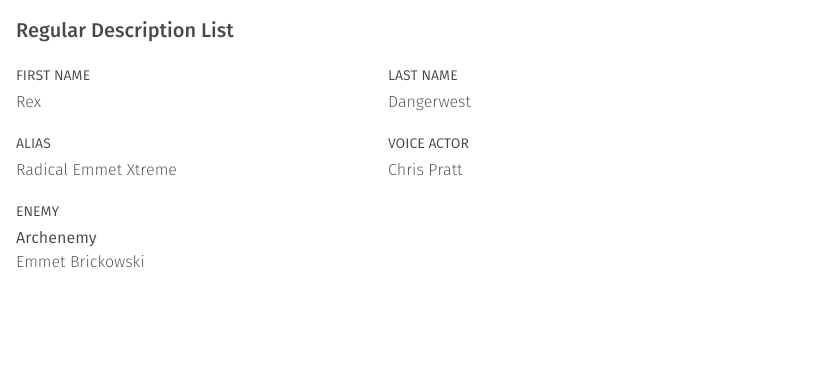 Regular Description List
FIRST NAME
Rex
LAST NAME
Dangerwest
ALIAS
Radical Emmet Xtreme
VOICE ACTOR
Chris Pratt
ENEMY
Archenemy
Emmet Brickowski